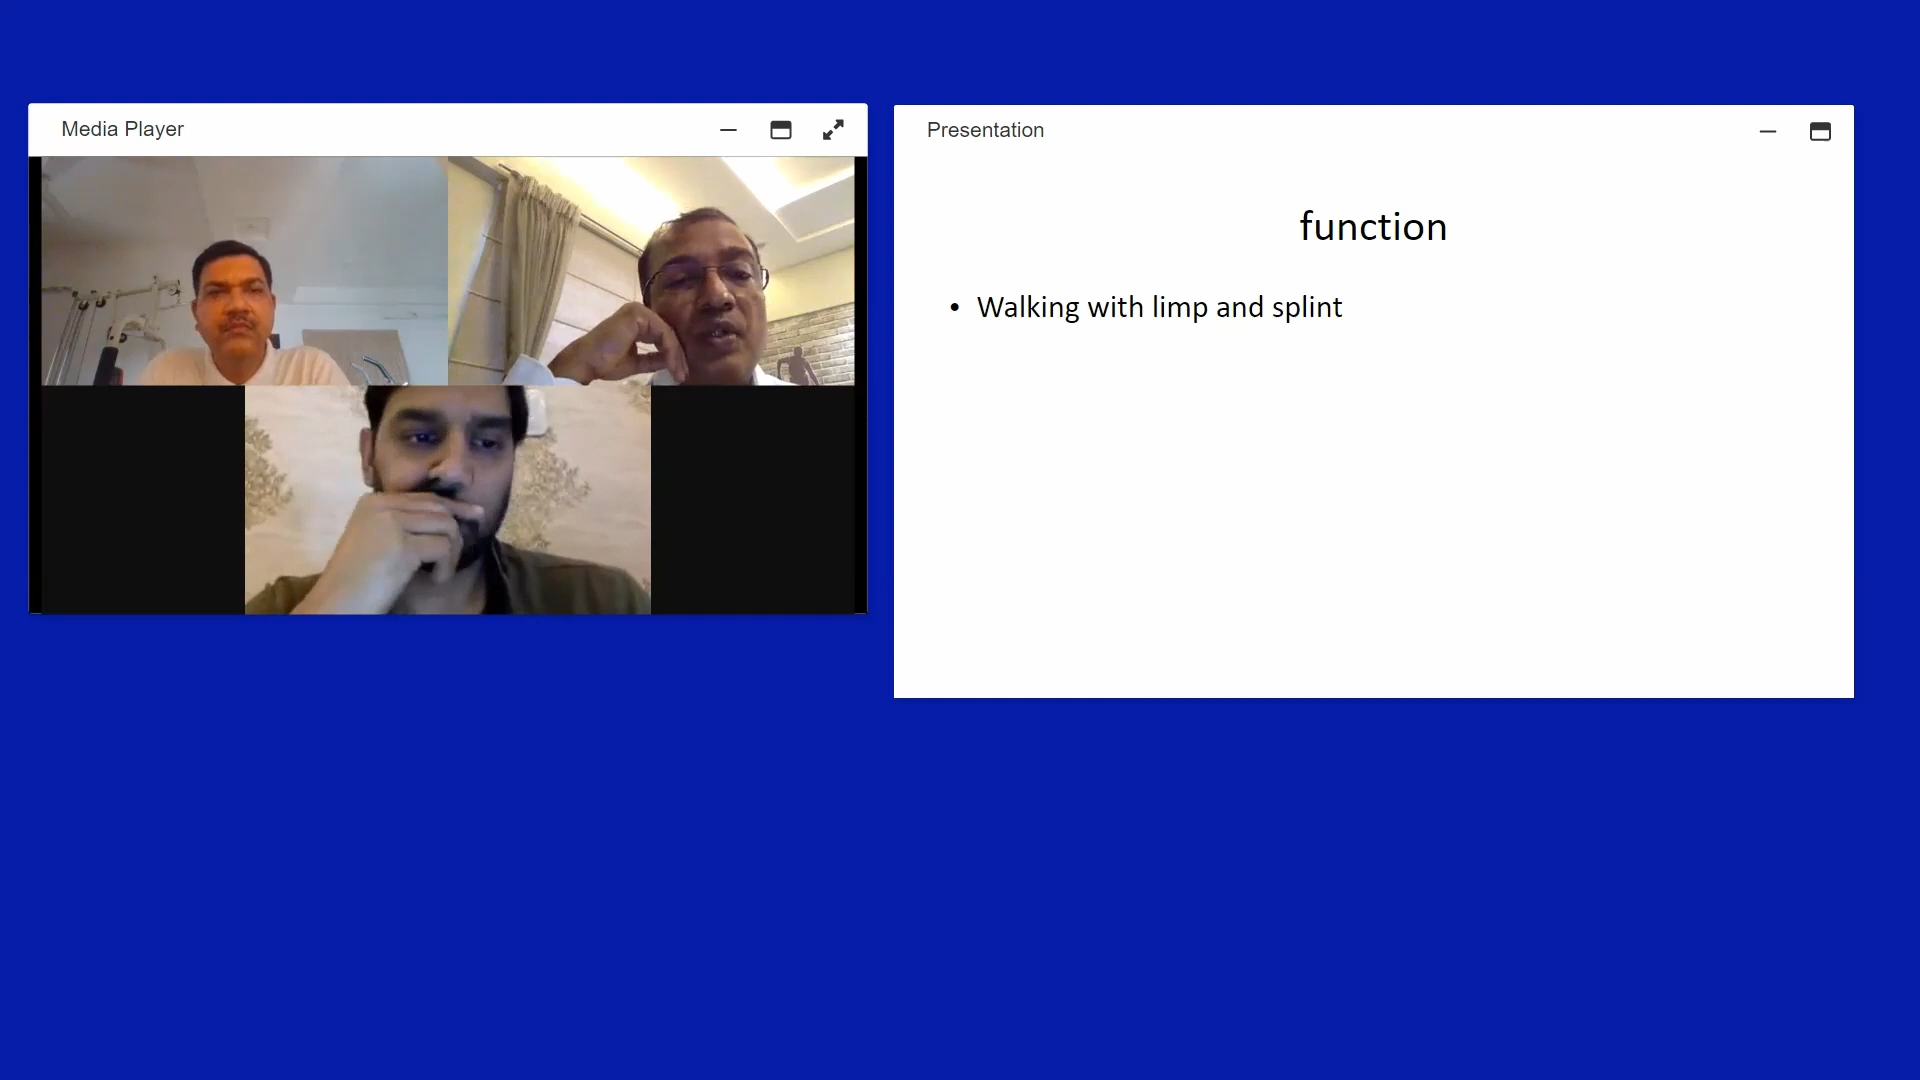 Media Player
Presentation
function
• Walking with limp and splint